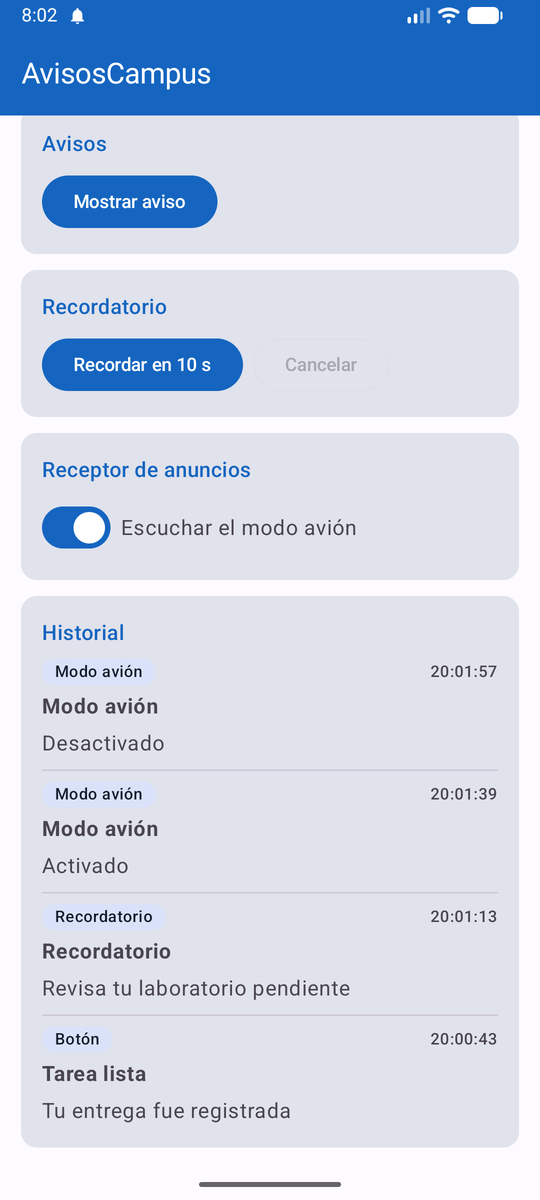 8:02
AvisosCampus
Avisos
Mostrar aviso
Recordatorio
Recordar en 10 s Cancelar
Receptor de anuncios
Escuchar el modo avión
Historial
Modo avión 20:01:57
Modo avión
Desactivado
Modo avión 20:01:39
Modo avión
Activado
Recordatorio 20:01:13
Recordatorio
Revisa tu laboratorio pendiente
Botón 20:00:43
Tarea lista
Tu entrega fue registrada